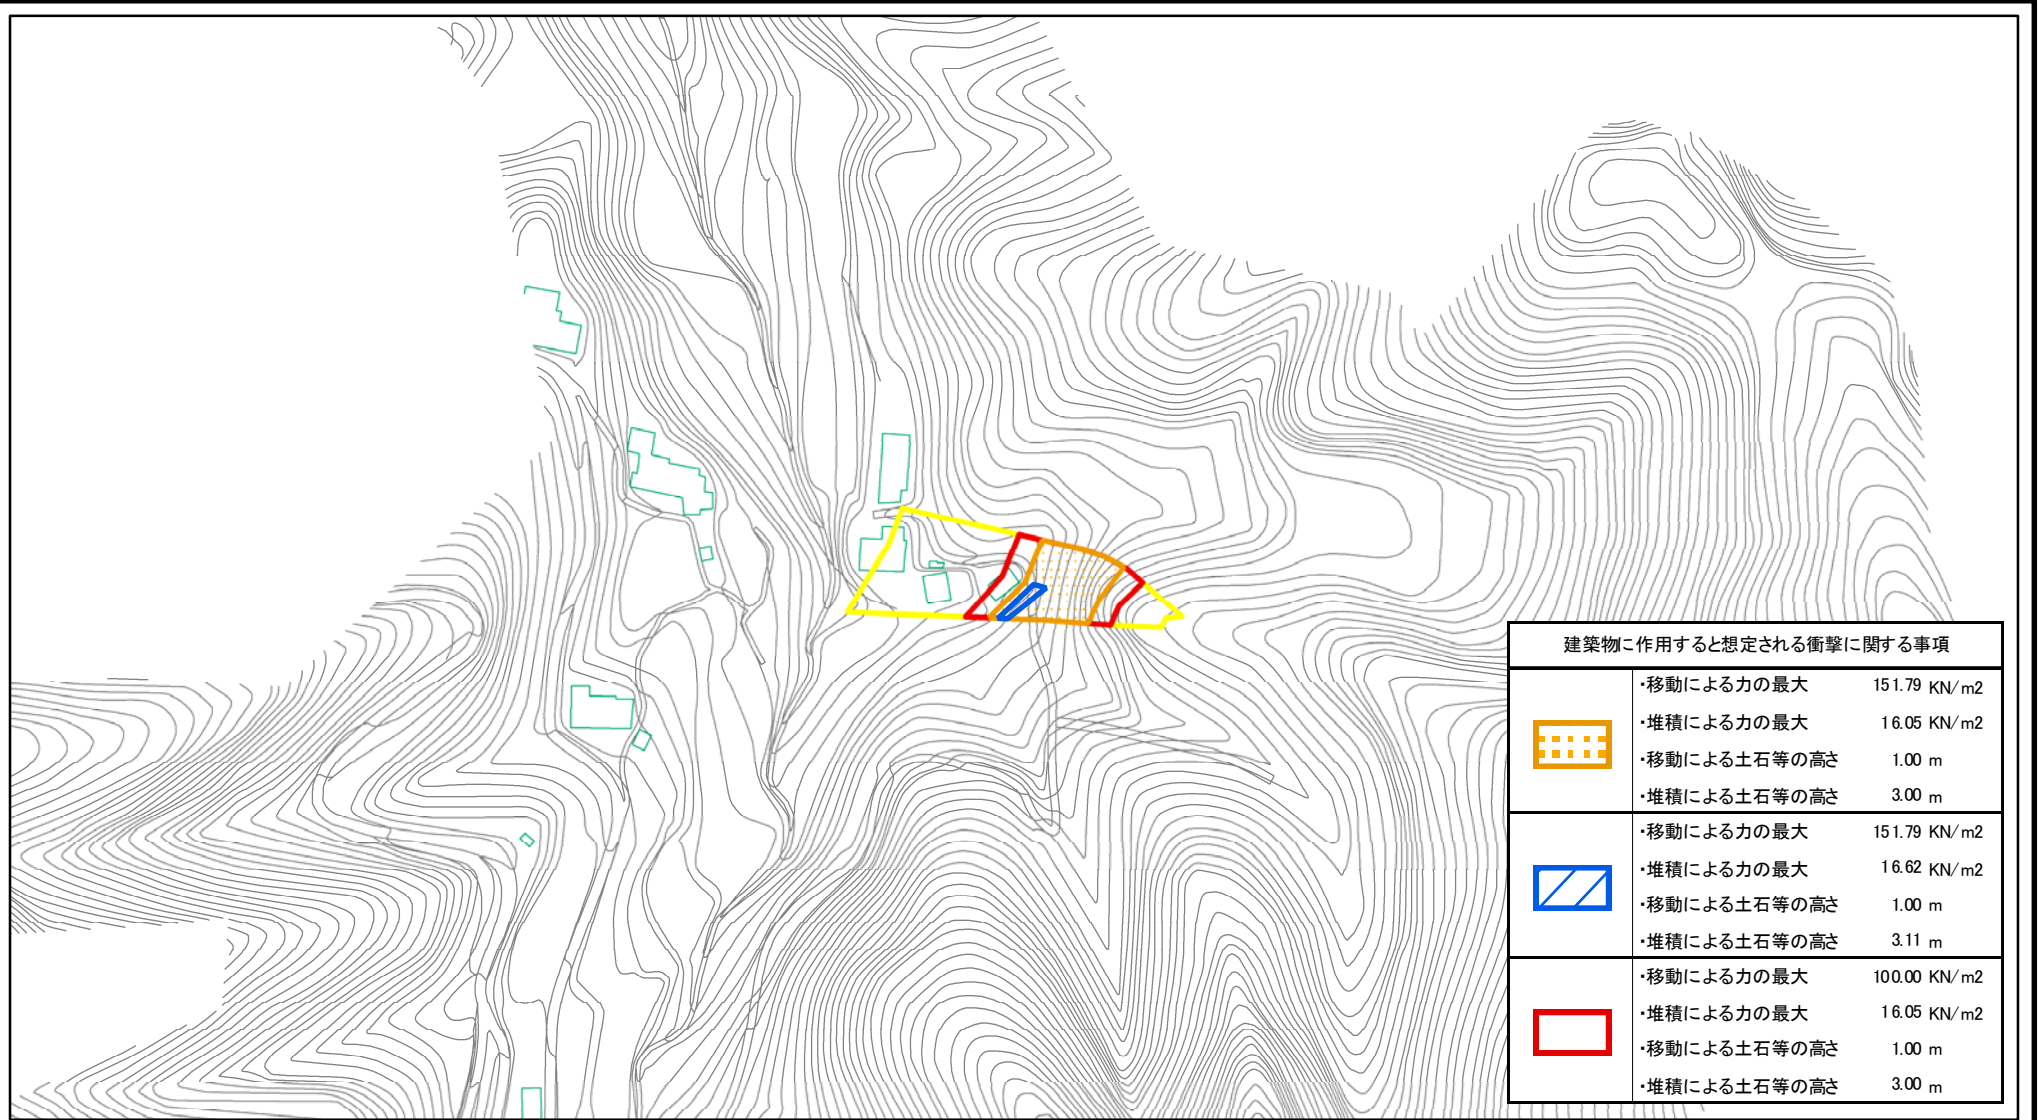 建築物に作用すると想定される衝撃に関する事項
・移動による力の最大 151.79 KN/m2
・堆積による力の最大 16.05 KN/m2
・移動による土石等の高さ 1.00 m
・堆積による土石等の高さ 3.00 m
・移動による力の最大 151.79 KN/m2
・堆積による力の最大 16.62 KN/m2
・移動による土石等の高さ 1.00 m
・堆積による土石等の高さ 3.11 m
・移動による力の最大 100.00 KN/m2
・堆積による力の最大 16.05 KN/m2
・移動による土石等の高さ 1.00 m
・堆積による土石等の高さ 3.00 m